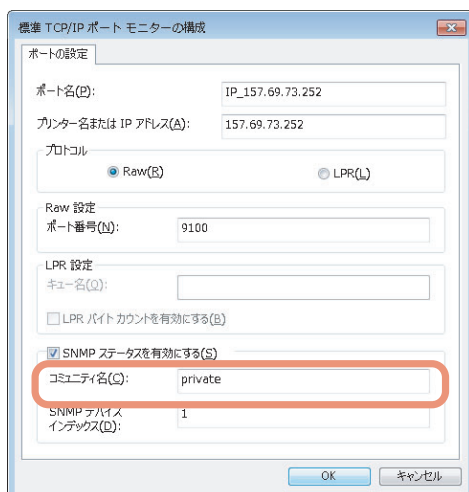 標準 TCP/IP ポート モニターの構成
ポートの設定
ポート名(P): IP_157.69.73.252
プリンター名または IP アドレス(A): 157.69.73.252
プロトコル
Raw(R) LPR(L)
Raw 設定
ポート番号(N): 9100
LPR 設定
キュー名(Q):
LPR バイト カウントを有効にする(B)
SNMP ステータスを有効にする(S)
コミュニティ名(C): private
SNMP デバイス 1
インデックス(D):
OK キャンセル